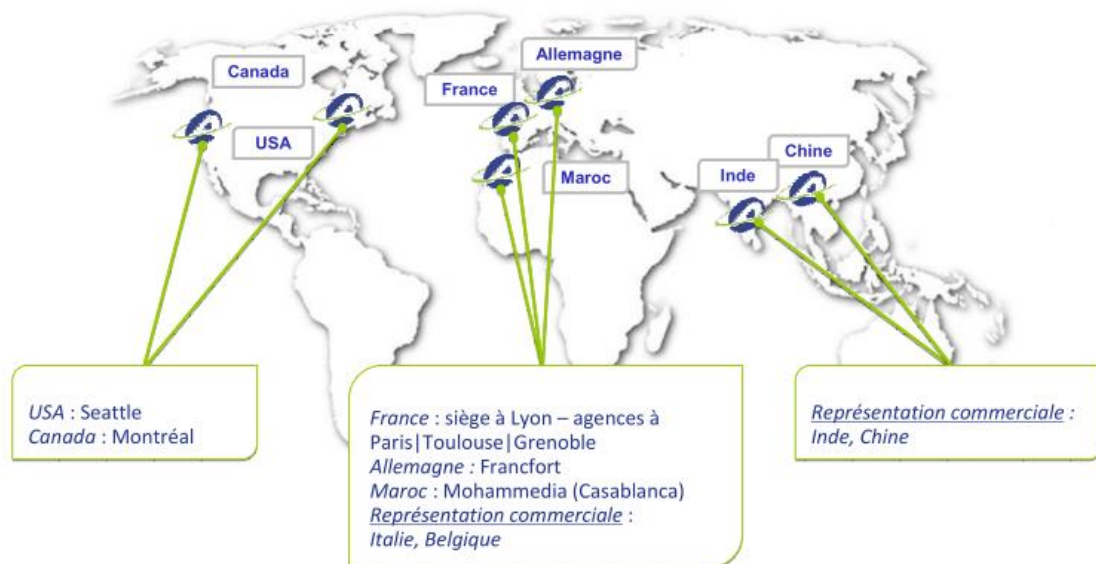 Allemagne
Canada
France
USA
Chine
Inde
Maroc
USA : Seattle
Canada : Montréal
France : siège à Lyon – agences à
Paris|Toulouse|Grenoble
Allemagne : Francfort
Maroc : Mohammedia (Casablanca)
Représentation commerciale :
Italie, Belgique
Représentation commerciale :
Inde, Chine